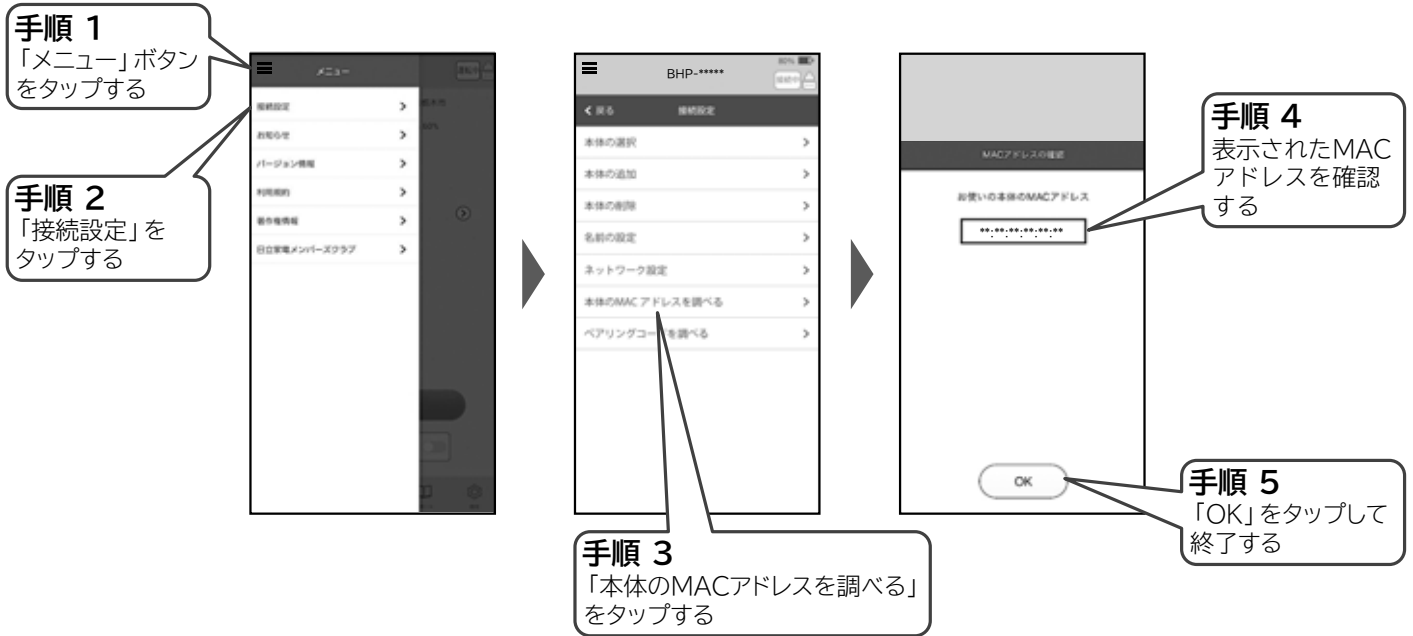 手順 1
「メニュー」ボタン
をタップする
手順 2
「接続設定」を
タップする
メニュー
接続設定
お知らせ
バージョン情報
利用規約
著作権情報
日立家電メンバーズクラブ
80%
BHP-*****
接続中
戻る
接続設定
本体の選択
本体の追加
本体の削除
名前の設定
ネットワーク設定
本体のMACアドレスを調べる
ペアリングコードを調べる
手順 3
「本体のMACアドレスを調べる」
をタップする
MACアドレスの確認
お使いの本体のMACアドレス
**:**:**:**:**:**
OK
手順 4
表示されたMAC
アドレスを確認
する
手順 5
「OK」をタップして
終了する